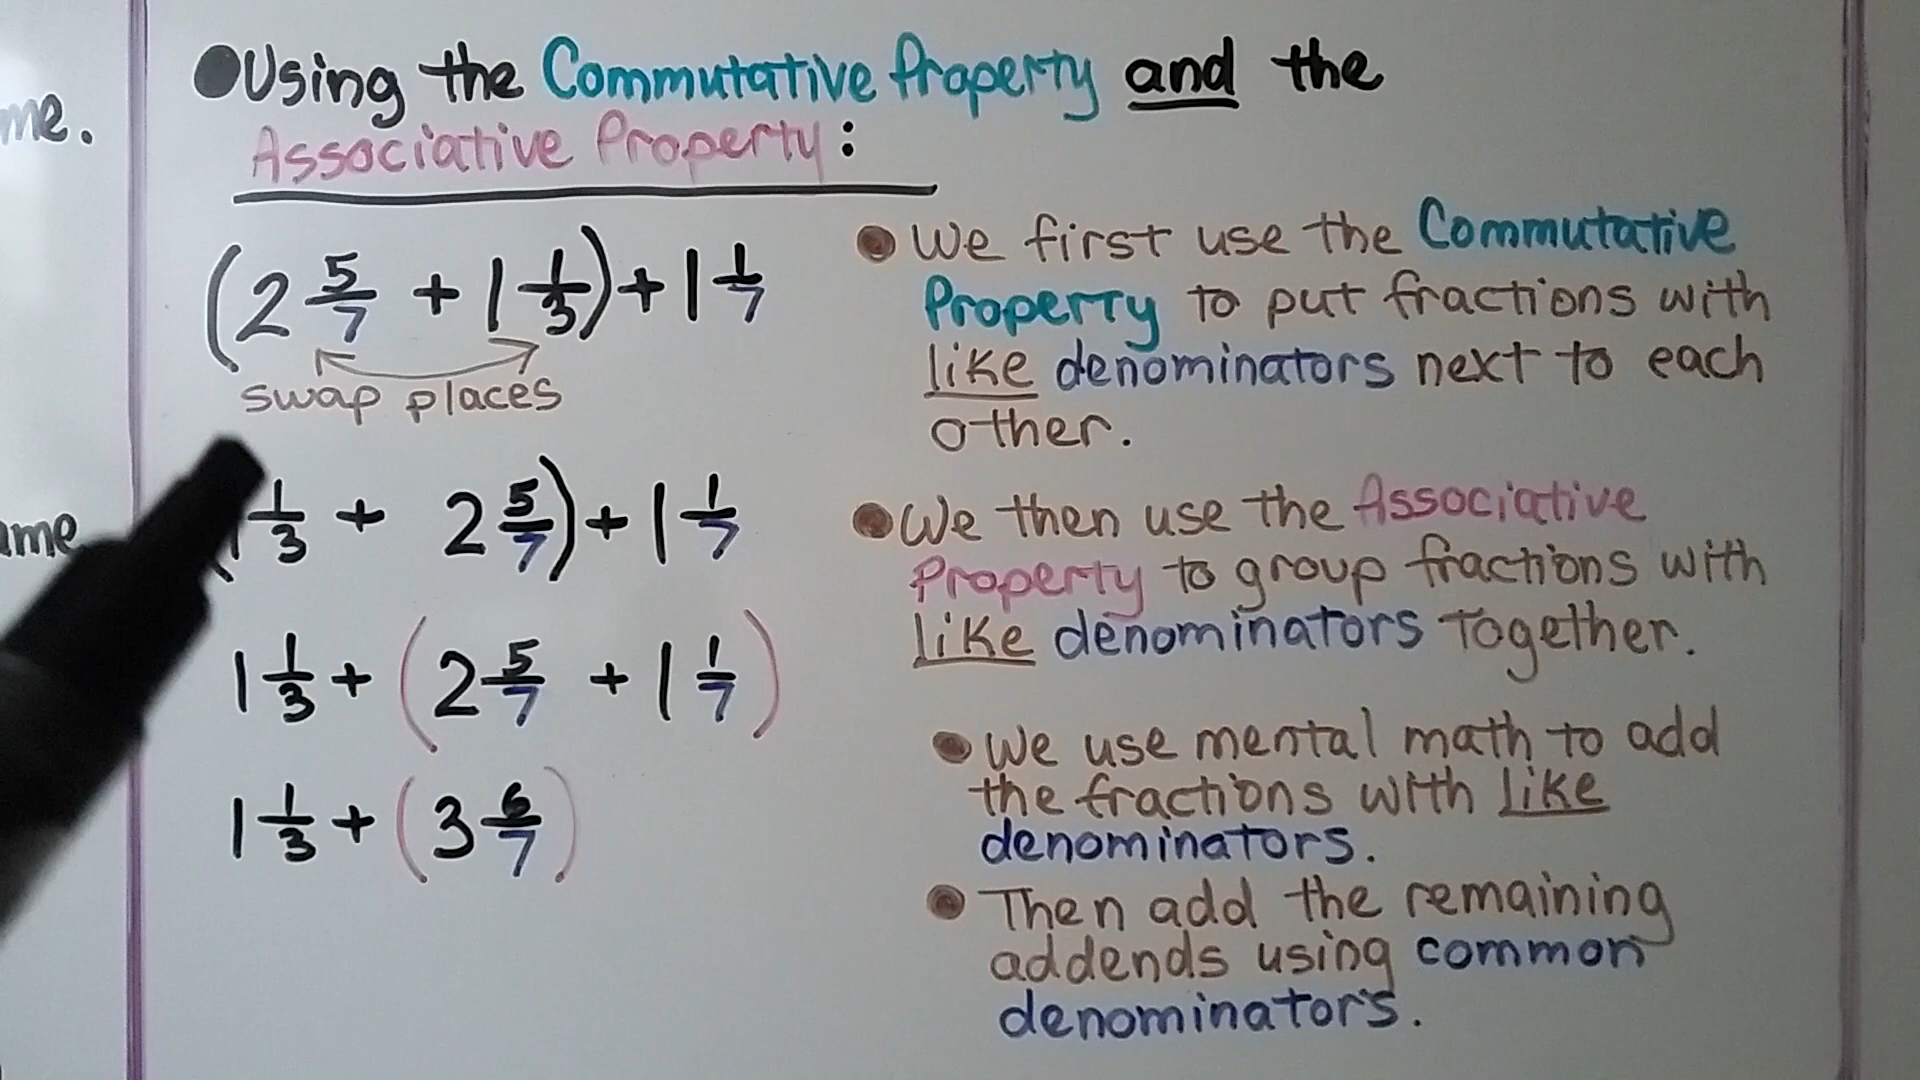 me.
ame
●Using the Commutative Property and the
Associative Property:
(2 5/7 + 1 1/3) + 1 1/7
swap places
1/3 + 2 5/7) + 1 1/7
1 1/3 + (2 5/7 + 1 1/7)
1 1/3 + (3 6/7)
● We first use the Commutative
Property to put fractions with
like denominators next to each
other.
● We then use the Associative
Property to group fractions with
like denominators together.
● We use mental math to add
the fractions with like
denominators.
● Then add the remaining
addends using common
denominators.